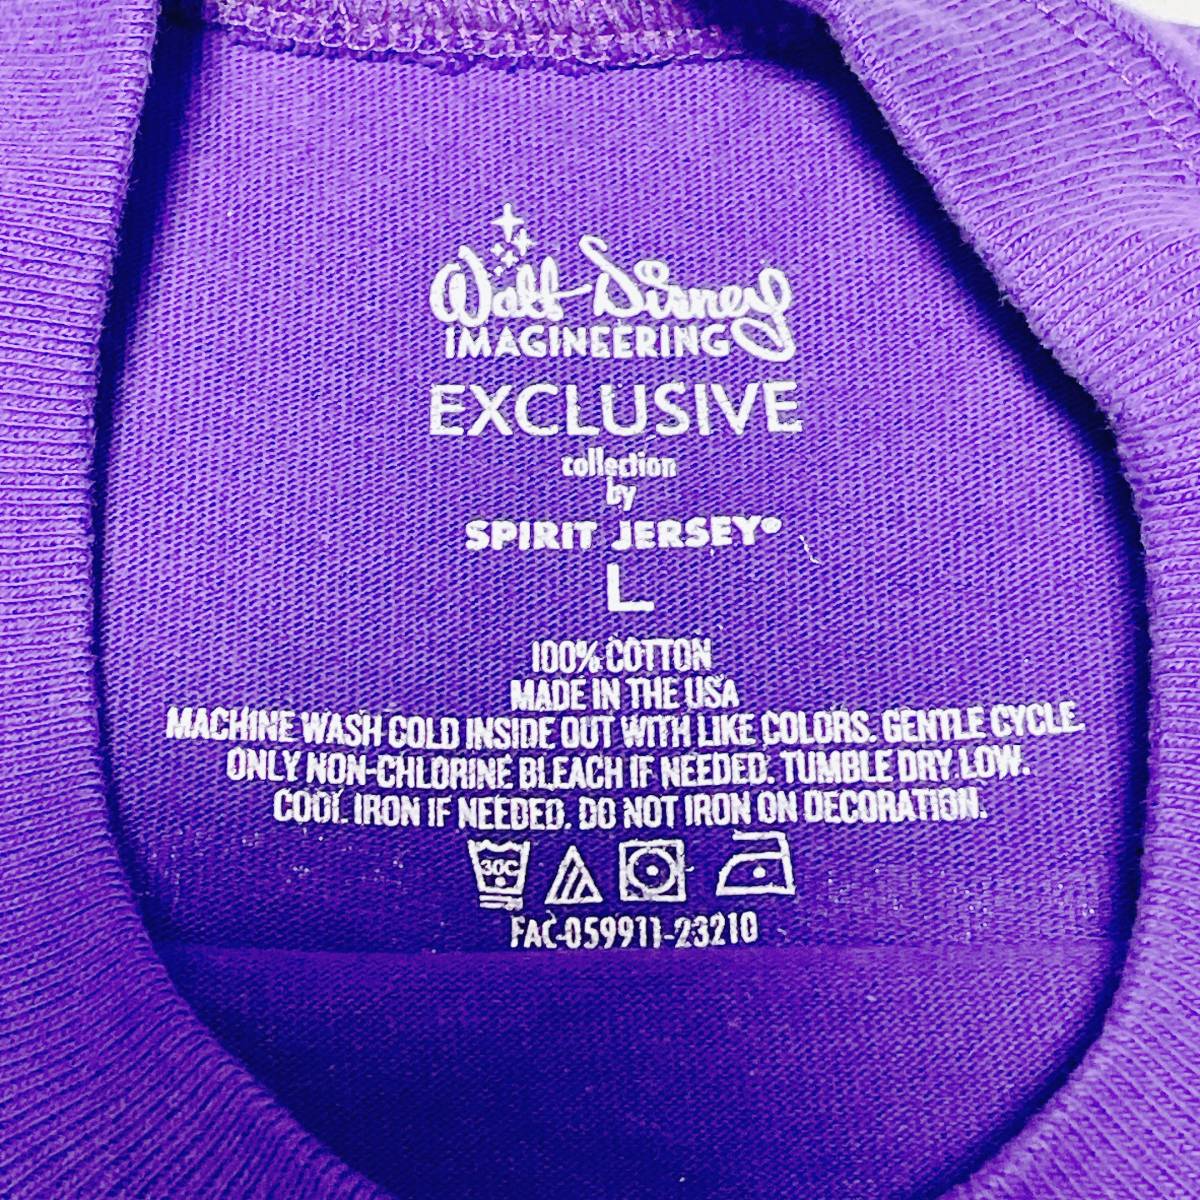 Walt Disney
IMAGINEERING
EXCLUSIVE
collection
by
SPIRIT JERSEY®
L
100% COTTON
MADE IN THE USA
MACHINE WASH COLD INSIDE OUT WITH LIKE COLORS. GENTLE CYCLE.
ONLY NON-CHLORINE BLEACH IF NEEDED. TUMBLE DRY LOW.
COOL IRON IF NEEDED. DO NOT IRON ON DECORATION.
30C
FAC-059911-23210